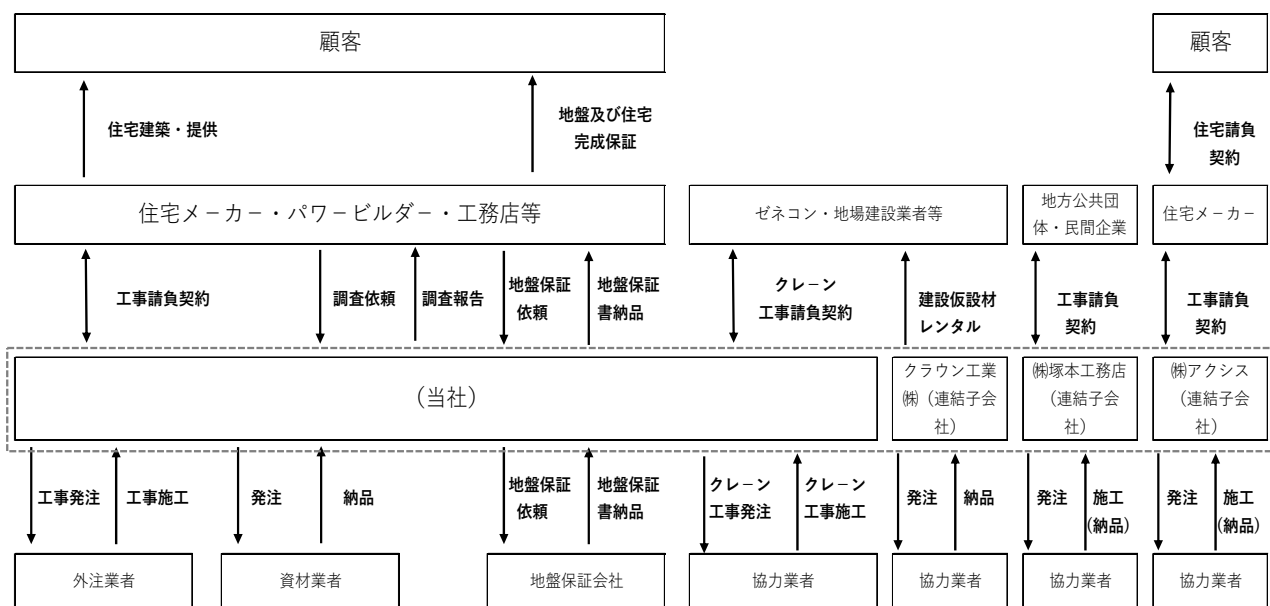 顧客
顧客
住宅建築・提供
地盤及び住宅
完成保証
住宅請負
契約
住宅メーカー・パワービルダー・工務店等
ゼネコン・地場建設業者等
地方公共団
体・民間企業
住宅メーカー
工事請負契約
調査依頼
調査報告
地盤保証
依頼
地盤保証
書納品
クレーン
工事請負契約
建設仮設材
レンタル
工事請負
契約
工事請負
契約
(当社)
クラウン工業
㈱（連結子会
社）
㈱塚本工務店
（連結子会
社）
㈱アクシス
（連結子会
社）
工事発注
工事施工
発注
納品
地盤保証
依頼
地盤保証
書納品
クレーン
工事発注
クレーン
工事施工
発注
納品
発注
施工
(納品)
発注
施工
(納品)
外注業者
資材業者
地盤保証会社
協力業者
協力業者
協力業者
協力業者